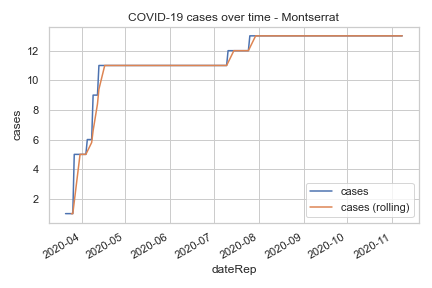 COVID-19 cases over time - Montserrat
12
10
8
6
4
2
cases
cases
cases (rolling)
2020-04
2020-05
2020-06
2020-07
2020-08
2020-09
2020-10
2020-11
dateRep